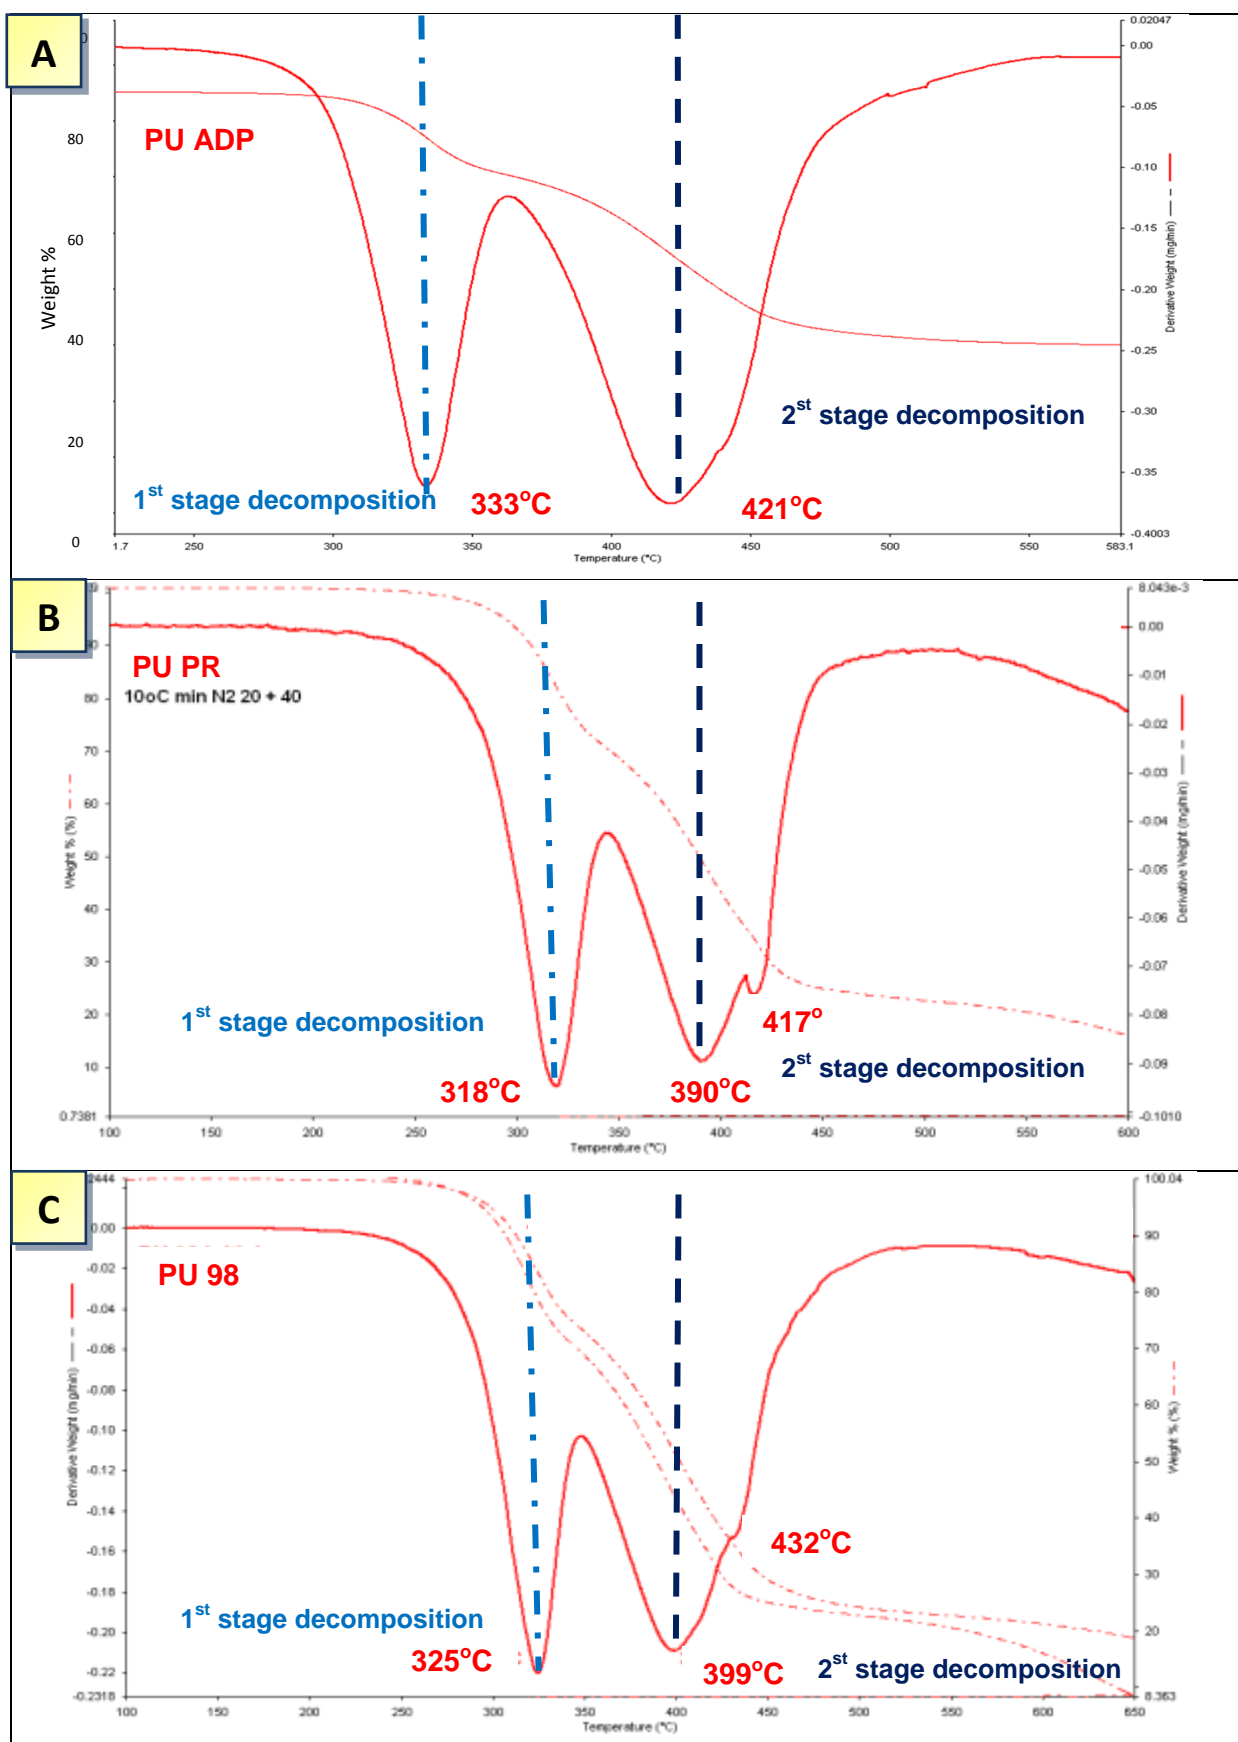 A
0.02047
0.00
-0.05
-0.10
-0.15
-0.20
-0.25
-0.30
-0.35
-0.4003
Derivative Weight (mg/min)
Weight %
80
60
40
20
0
PU ADP
2st stage decomposition
1st stage decomposition
333°C
421°C
1.7 250 300 350 400 450 500 550 583.1
Temperature (°C)
B
8.043e-3
0.00
-0.01
-0.02
-0.03
-0.04
-0.05
-0.06
-0.07
-0.08
-0.09
-0.1010
Derivative Weight (mg/min)
Weight % (%)
80
70
60
50
40
30
20
10
0.7381
PU PR
10oC min N2 20 + 40
1st stage decomposition
417°
2st stage decomposition
318°C
390°C
100 150 200 250 300 350 400 450 500 550 600
Temperature (°C)
C
2444
0.00
-0.02
-0.04
-0.06
-0.08
-0.10
-0.12
-0.14
-0.16
-0.18
-0.20
-0.22
-0.2318
Derivative Weight (mg/min)
100.04
90
80
70
60
50
40
30
20
8.363
Weight % (%)
PU 98
432°C
1st stage decomposition
325°C
399°C
2st stage decomposition
100 150 200 250 300 350 400 450 500 550 600 650
Temperature (°C)